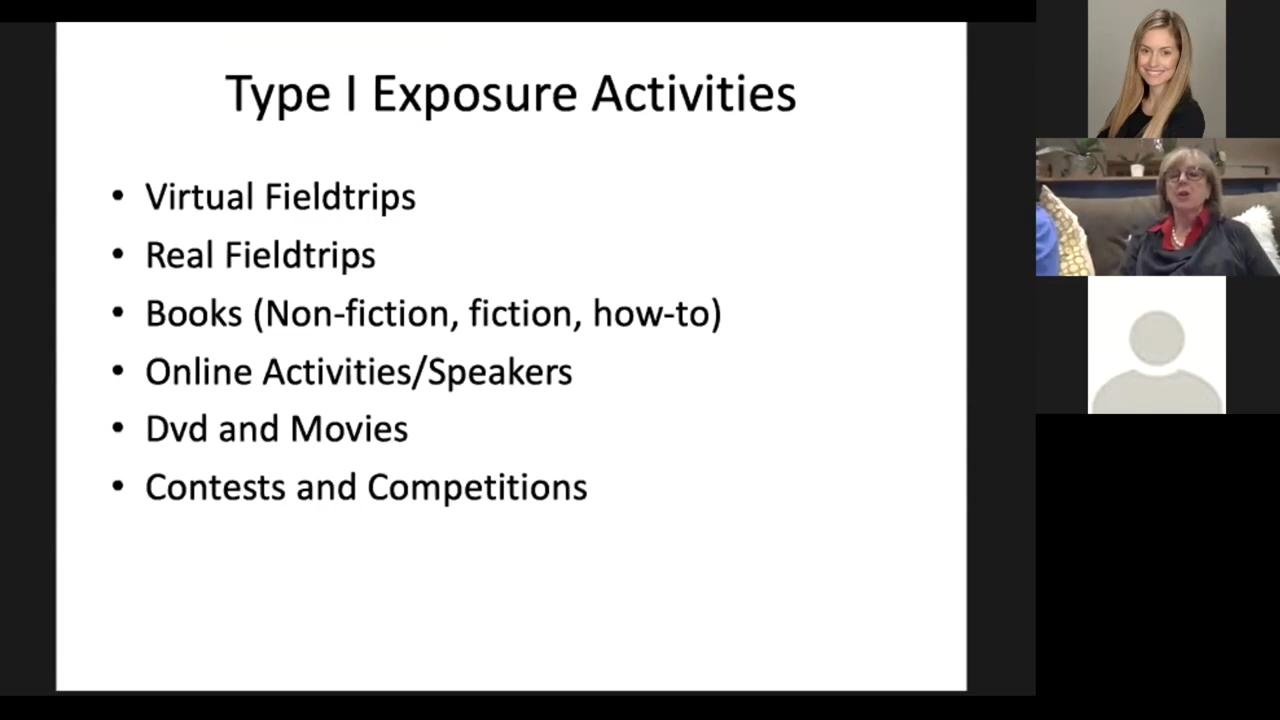 Type I Exposure Activities
• Virtual Fieldtrips
• Real Fieldtrips
• Books (Non-fiction, fiction, how-to)
• Online Activities/Speakers
• Dvd and Movies
• Contests and Competitions